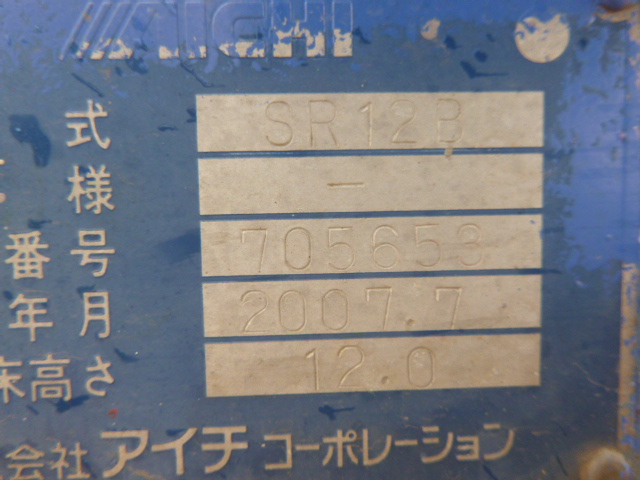 AICHI
式 SR12B
様 -
番号 705653
年月 2007.7
床高さ 12.0
会社 アイチ コーポレーション